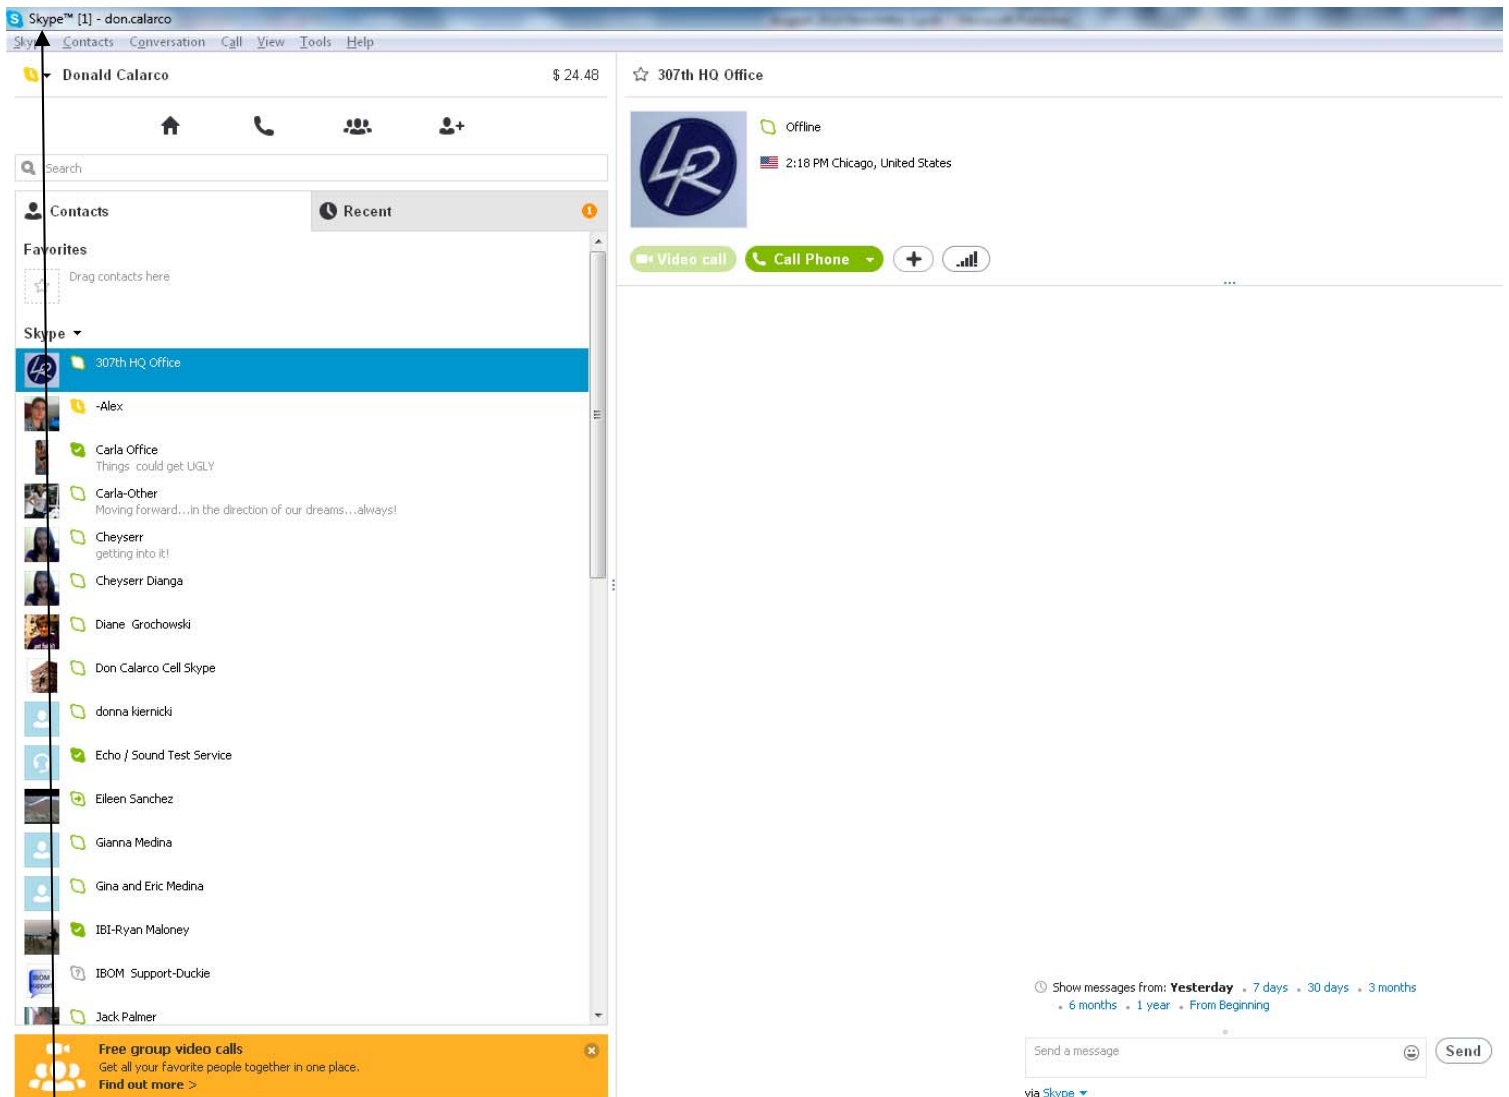 Skype™ [1] - don.calarco
Skype Contacts Conversation Call View Tools Help
Donald Calarco $ 24.48
Search
Contacts Recent 1
Favorites
Drag contacts here
Skype
307th HQ Office
-Alex
Carla Office
Things could get UGLY
Carla-Other
Moving forward...in the direction of our dreams...always!
Cheyserr
getting into it!
Cheyserr Dianga
Diane Grochowski
Don Calarco Cell Skype
donna kiernicki
Echo / Sound Test Service
Eileen Sanchez
Gianna Medina
Gina and Eric Medina
IBI-Ryan Maloney
IBOM Support-Duckie
Jack Palmer
Free group video calls
Get all your favorite people together in one place.
Find out more >
307th HQ Office
LR
Offline
2:18 PM Chicago, United States
Video call Call Phone
Show messages from: Yesterday . 7 days . 30 days . 3 months
. 6 months . 1 year . From Beginning
Send a message Send
via Skype